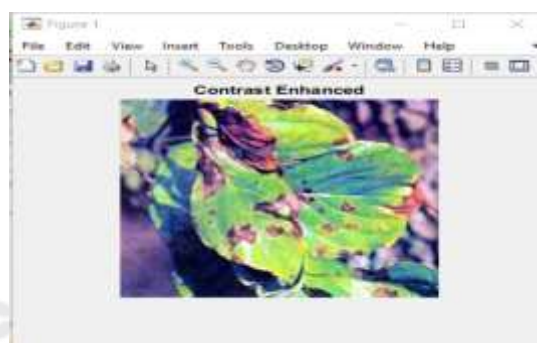 Figure 1
File Edit View Insert Tools Desktop Window Help
Contrast Enhanced